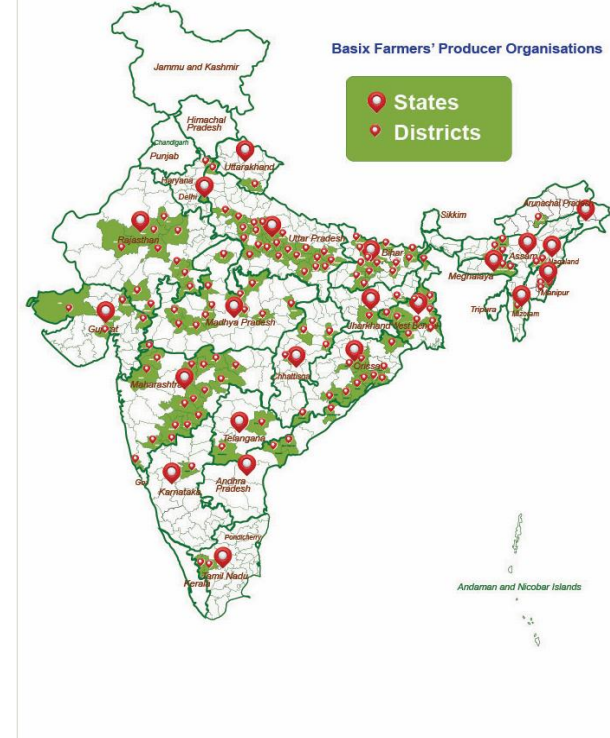 Basix Farmers' Producer Organisations
States
Districts
Jammu and Kashmir
Himachal
Pradesh
Chandigarh
Punjab
Uttarakhand
Haryana
Delhi
Rajasthan
Uttar Pradesh
Bihar
Sikkim
Arunachal Pradesh
Assam
Nagaland
Meghalaya
Manipur
Tripura
Mizoram
Gujarat
Madhya Pradesh
Jharkhand
West Bengal
Chhattisga
Orissa
Maharashtra
Telangana
Goa
Karnataka
Andhra
Pradesh
Pondicherry
Tamil Nadu
Kerala
Andaman and Nicobar Islands